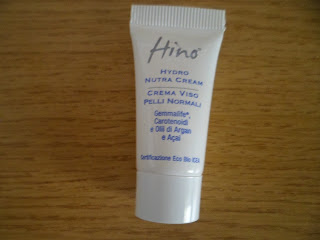 Hino
HYDRO
NUTRA CREAM
CREMA VISO
PELLI NORMALI
Gemmalife®,
Carotenoidi
e Olii di Argan
e Açai
Certificazione Eco Bio ICEA